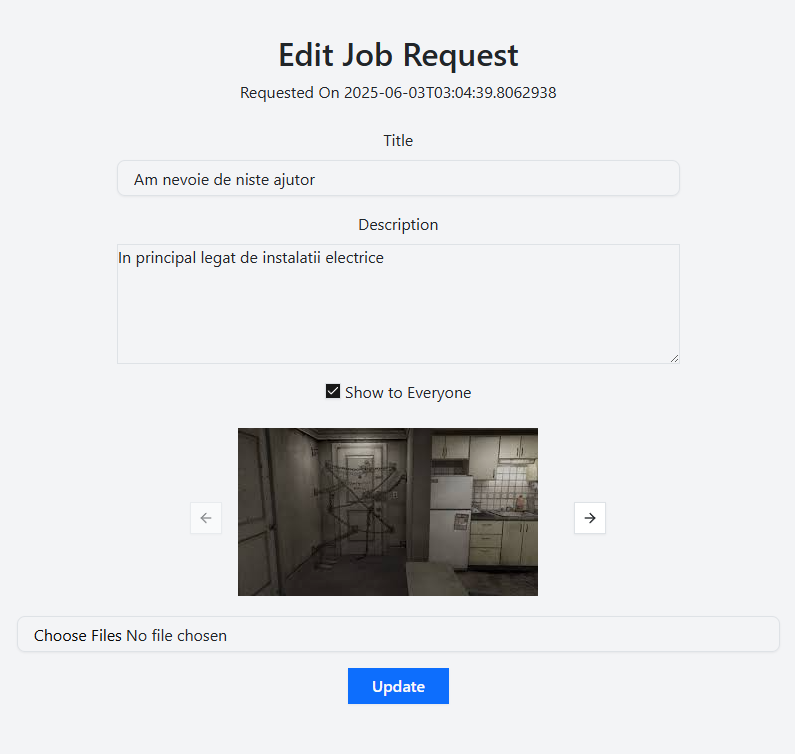 Edit Job Request
Requested On 2025-06-03T03:04:39.8062938
Title
Am nevoie de niste ajutor
Description
In principal legat de instalatii electrice
Show to Everyone
Choose Files No file chosen
Update